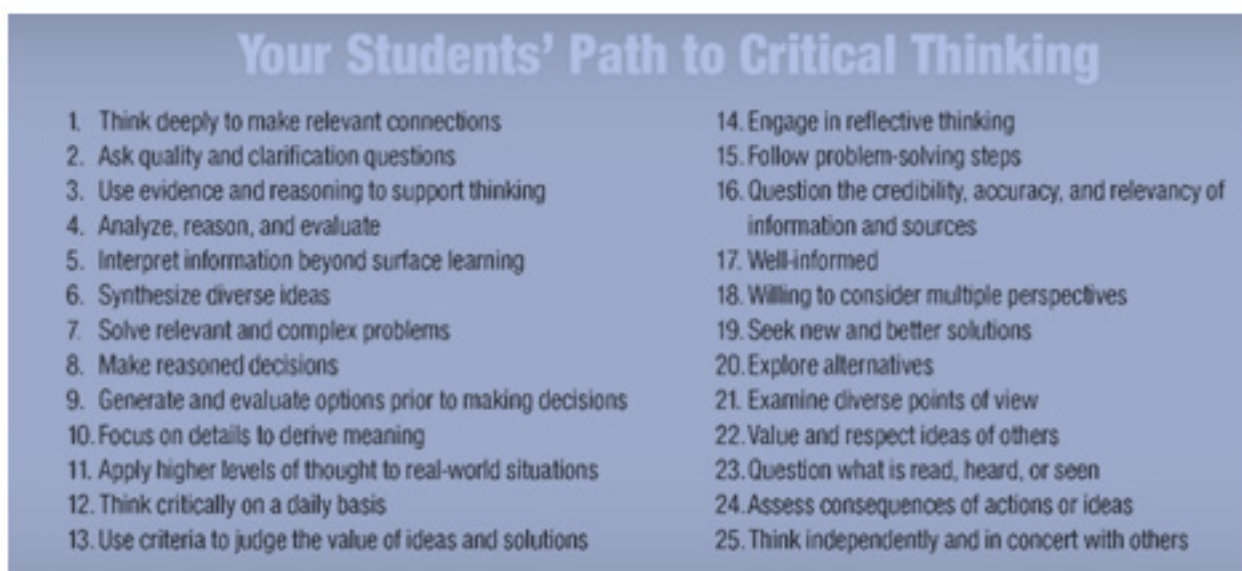 Your Students' Path to Critical Thinking
1. Think deeply to make relevant connections
2. Ask quality and clarification questions
3. Use evidence and reasoning to support thinking
4. Analyze, reason, and evaluate
5. Interpret information beyond surface learning
6. Synthesize diverse ideas
7. Solve relevant and complex problems
8. Make reasoned decisions
9. Generate and evaluate options prior to making decisions
10. Focus on details to derive meaning
11. Apply higher levels of thought to real-world situations
12. Think critically on a daily basis
13. Use criteria to judge the value of ideas and solutions
14. Engage in reflective thinking
15. Follow problem-solving steps
16. Question the credibility, accuracy, and relevancy of
information and sources
17. Well-informed
18. Willing to consider multiple perspectives
19. Seek new and better solutions
20. Explore alternatives
21. Examine diverse points of view
22. Value and respect ideas of others
23. Question what is read, heard, or seen
24. Assess consequences of actions or ideas
25. Think independently and in concert with others